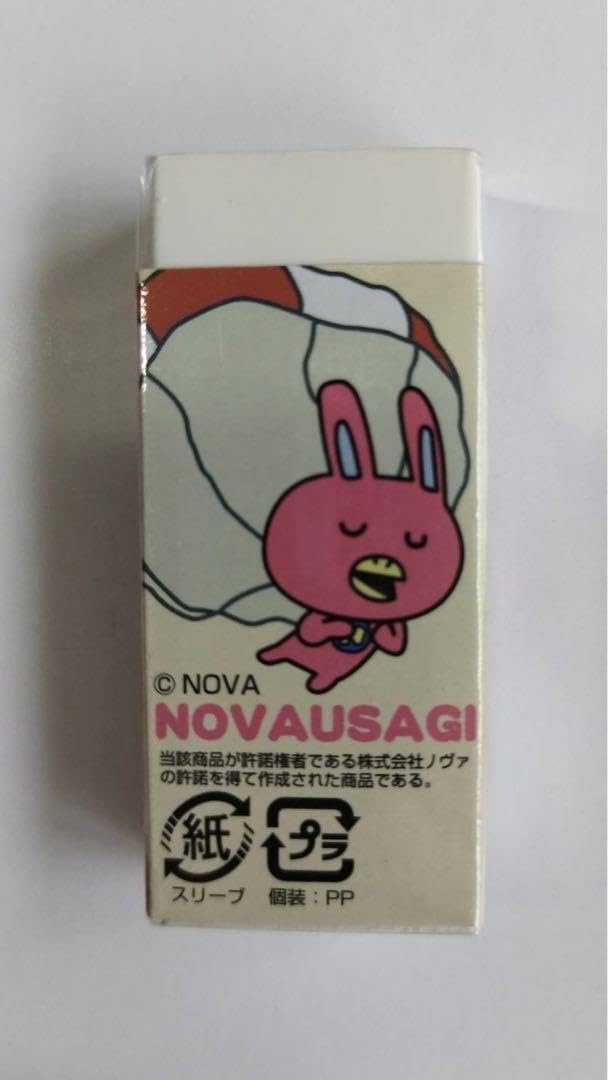 © NOVA
NOVAUSAGI
当該商品が許諾権者である株式会社ノヴァ
の許諾を得て作成された商品である。
紙 プラ
スリーブ 個装：PP